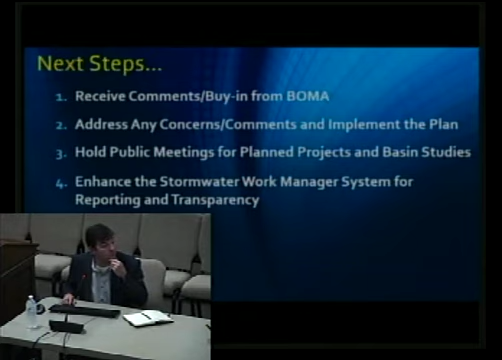 Next Steps...
1. Receive Comments/Buy-in from BOMA
2. Address Any Concerns/Comments and Implement the Plan
3. Hold Public Meetings for Planned Projects and Basin Studies
4. Enhance the Stormwater Work Manager System for
Reporting and Transparency